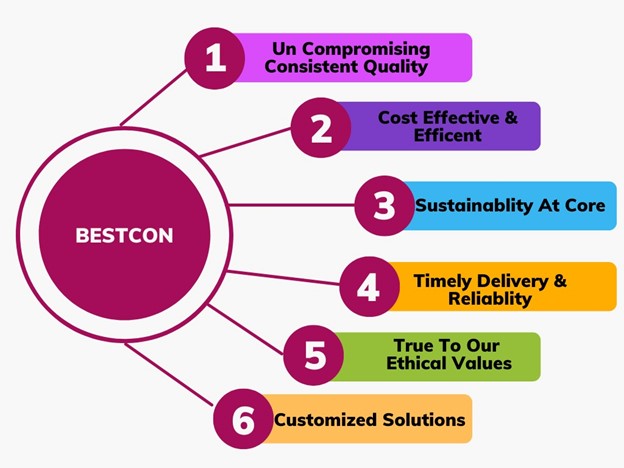 BESTCON
1
Un Compromising
Consistent Quality
2
Cost Effective &
Efficent
3
Sustainablity At Core
4
Timely Delivery &
Reliablity
5
True To Our
Ethical Values
6
Customized Solutions